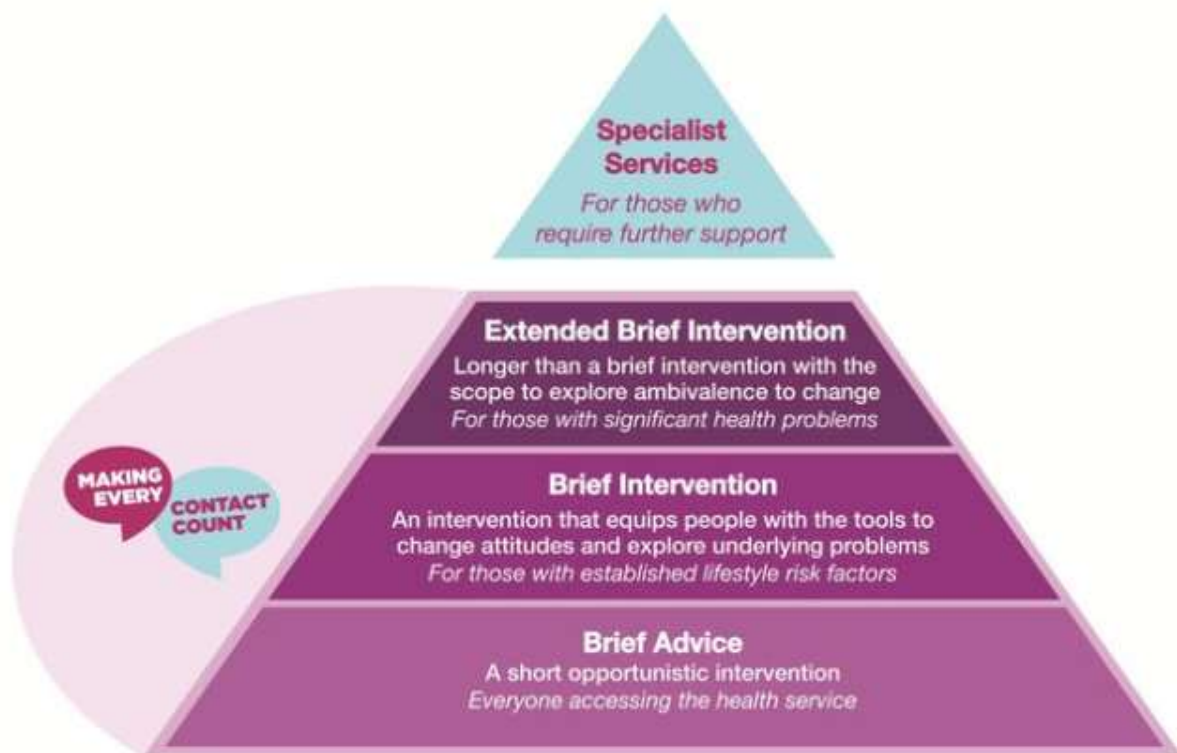 Specialist
Services
For those who
require further support
Extended Brief Intervention
Longer than a brief intervention with the
scope to explore ambivalence to change
For those with significant health problems
MAKING
EVERY
CONTACT
COUNT
Brief Intervention
An intervention that equips people with the tools to
change attitudes and explore underlying problems
For those with established lifestyle risk factors
Brief Advice
A short opportunistic intervention
Everyone accessing the health service